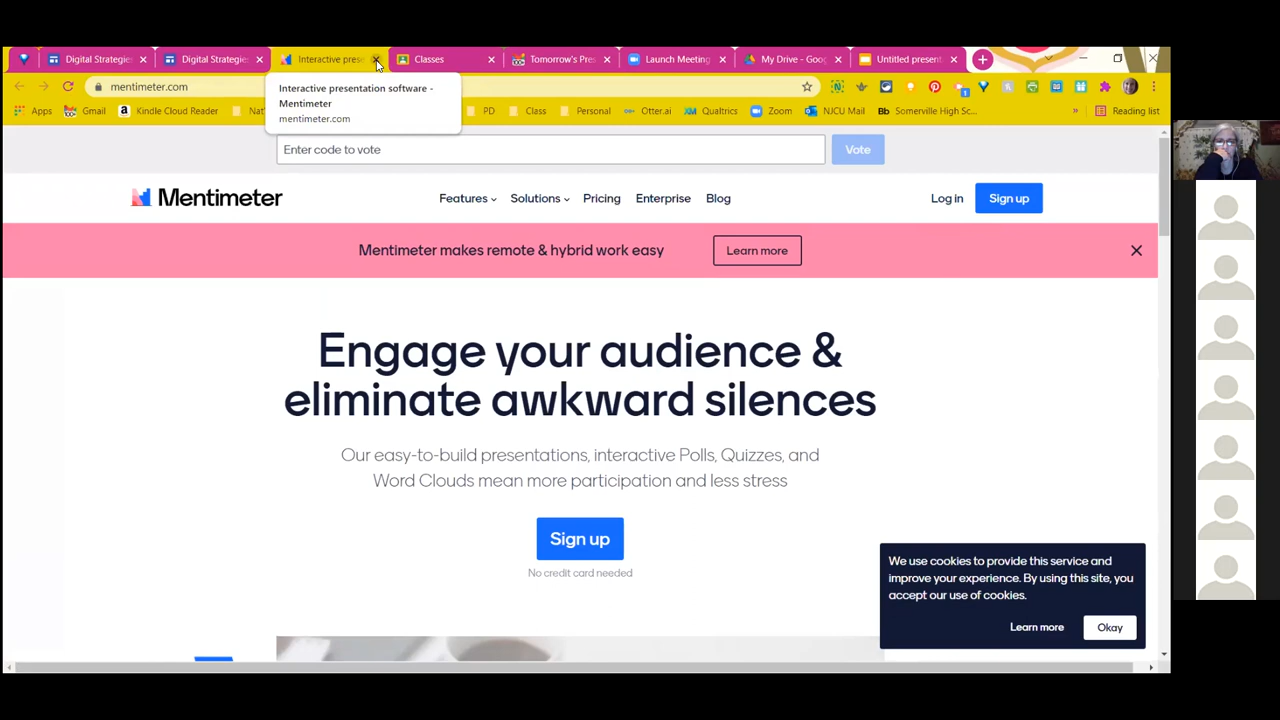 Digital Strategie
Digital Strategie
Interactive prese
Classes
Tomorrow's Pres
Launch Meeting
My Drive - Goog
Untitled present
mentimeter.com
Interactive presentation software -
Mentimeter
mentimeter.com
Apps
Gmail
Kindle Cloud Reader
PD
Class
Personal
Otter.ai
Qualtrics
Zoom
NJCU Mail
Somerville High Sc...
»
Reading list
Enter code to vote
Vote
Mentimeter
Features
Solutions
Pricing
Enterprise
Blog
Log in
Sign up
Mentimeter makes remote & hybrid work easy
Learn more
Engage your audience &
eliminate awkward silences
Our easy-to-build presentations, interactive Polls, Quizzes, and
Word Clouds mean more participation and less stress
Sign up
No credit card needed
We use cookies to provide this service and
improve your experience. By using this site, you
accept our use of cookies.
Learn more
Okay